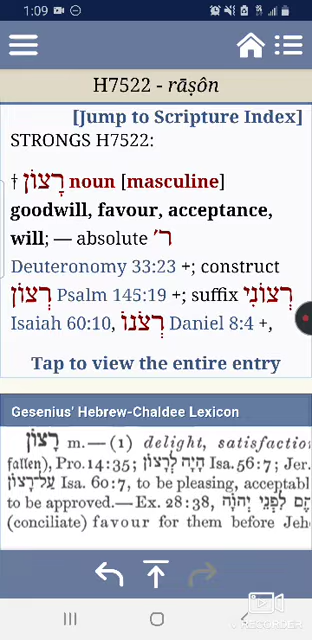 1:09
H7522 - rāṣôn
[Jump to Scripture Index]
STRONGS H7522:
† רָצוֹן noun [masculine]
goodwill, favour, acceptance,
will; — absolute ר׳
Deuteronomy 33:23 +; construct
רְצוֹן Psalm 145:19 +; suffix רְצוֹנִי
Isaiah 60:10, רְצֹנוֹ Daniel 8:4 +,
Tap to view the entire entry
Gesenius' Hebrew-Chaldee Lexicon
רָצוֹן m.—(1) delight, satisfactio
fallen), Pro. 14:35; הָיָה לְרָצוֹן Isa. 56:7; Jer.
עַל־רָצוֹן Isa. 60:7, to be pleasing, acceptabl
to be approved.—Ex. 28:38, הֶם לִפְנֵי יְהוָֹה
(conciliate) favour for them before Jeh
V RECORDER